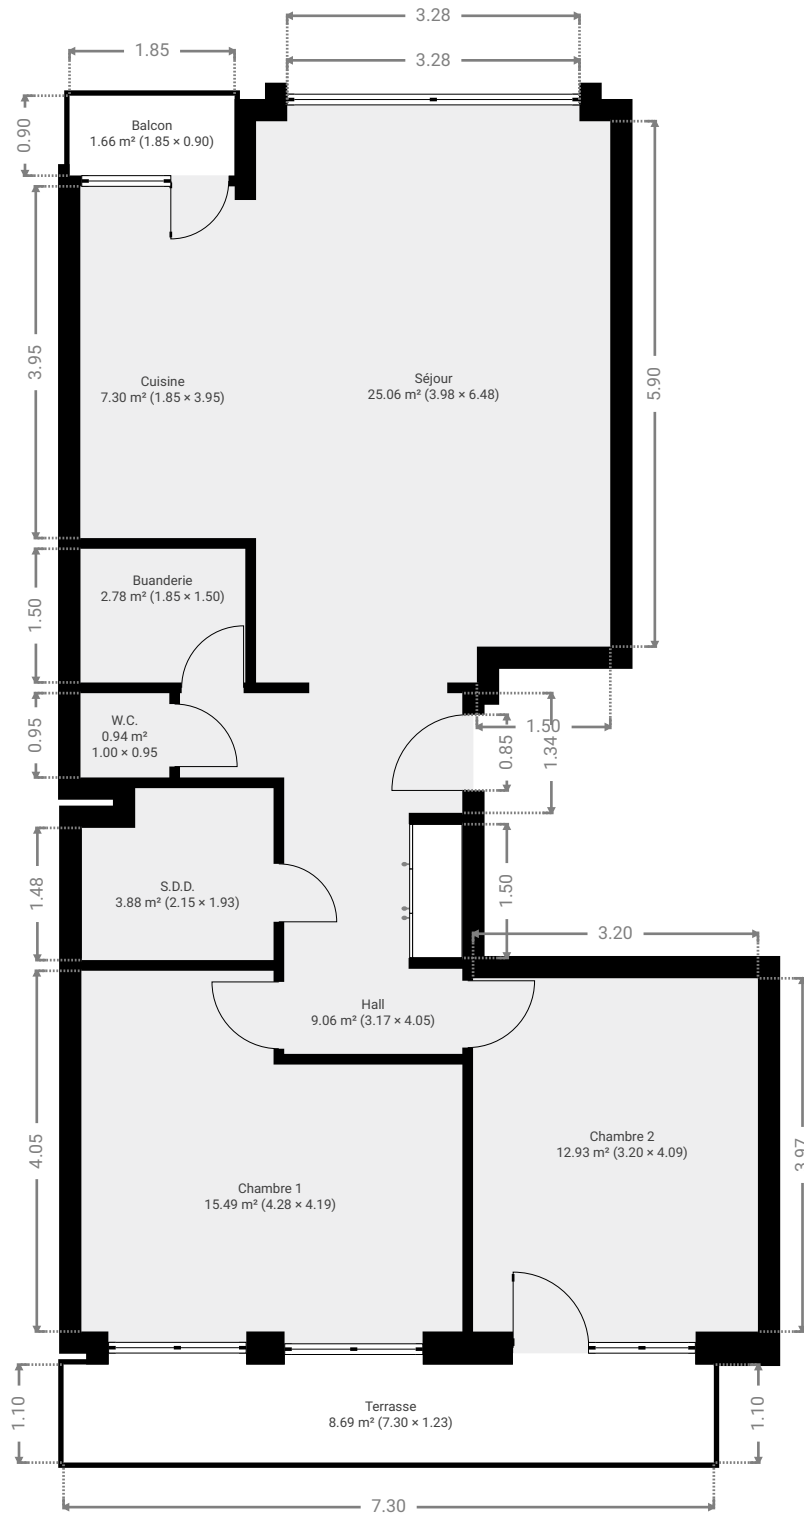 3.28
3.28
1.85
0.90
Balcon
1.66 m² (1.85 × 0.90)
3.95
Cuisine
7.30 m² (1.85 × 3.95)
Séjour
25.06 m² (3.98 × 6.48)
5.90
1.50
Buanderie
2.78 m² (1.85 × 1.50)
0.95
W.C.
0.94 m²
1.00 × 0.95
1.50
0.85
1.34
1.48
S.D.D.
3.88 m² (2.15 × 1.93)
1.50
3.20
Hall
9.06 m² (3.17 × 4.05)
4.05
Chambre 1
15.49 m² (4.28 × 4.19)
Chambre 2
12.93 m² (3.20 × 4.09)
3.97
1.10
Terrasse
8.69 m² (7.30 × 1.23)
1.10
7.30